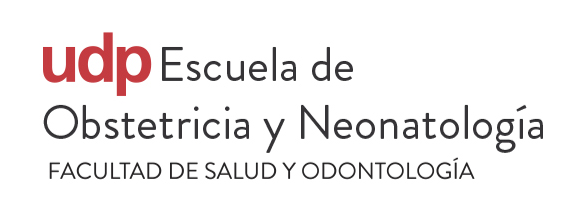 udp Escuela de
Obstetricia y Neonatología
FACULTAD DE SALUD Y ODONTOLOGÍA